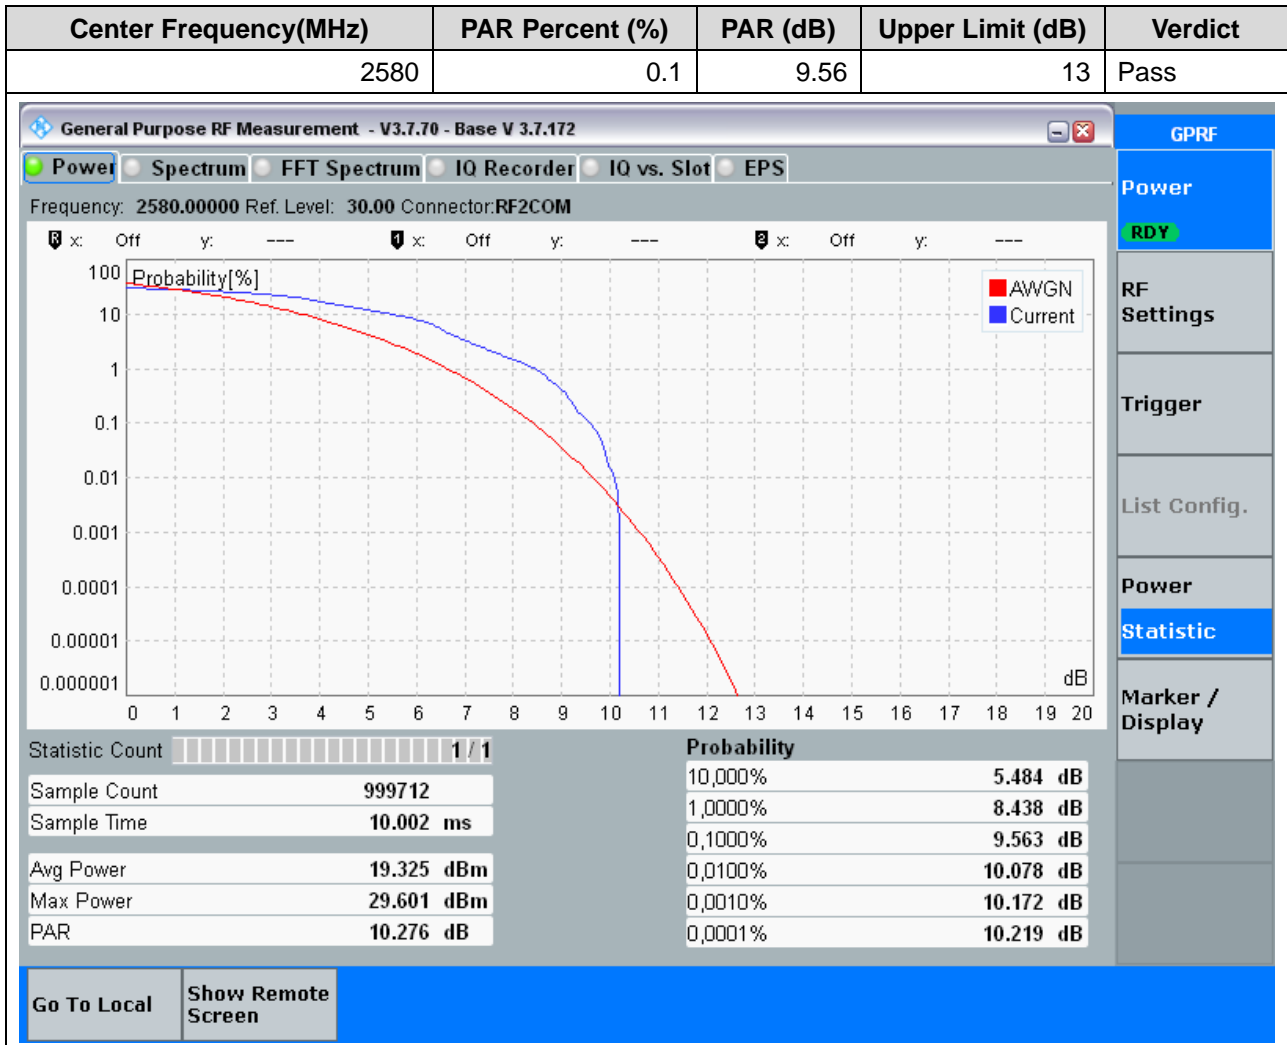 Center Frequency(MHz) PAR Percent (%) PAR (dB) Upper Limit (dB) Verdict
2580 0.1 9.56 13 Pass
General Purpose RF Measurement - V3.7.70 - Base V 3.7.172
GPRF
Power Spectrum FFT Spectrum IQ Recorder IQ vs. Slot EPS
Frequency: 2580.00000 Ref. Level: 30.00 Connector:RF2COM
R x: Off y: --- 1 x: Off y: --- 2 x: Off y: ---
Power
RDY
RF
Settings
Trigger
List Config.
Power
Statistic
Marker /
Display
Probability[%]
AWGN
Current
100
10
1
0.1
0.01
0.001
0.0001
0.00001
0.000001
dB
0 1 2 3 4 5 6 7 8 9 10 11 12 13 14 15 16 17 18 19 20
Statistic Count 1 / 1
Sample Count 999712
Sample Time 10.002 ms
Avg Power 19.325 dBm
Max Power 29.601 dBm
PAR 10.276 dB
Probability
10,000% 5.484 dB
1,0000% 8.438 dB
0,1000% 9.563 dB
0,0100% 10.078 dB
0,0010% 10.172 dB
0,0001% 10.219 dB
Go To Local
Show Remote
Screen